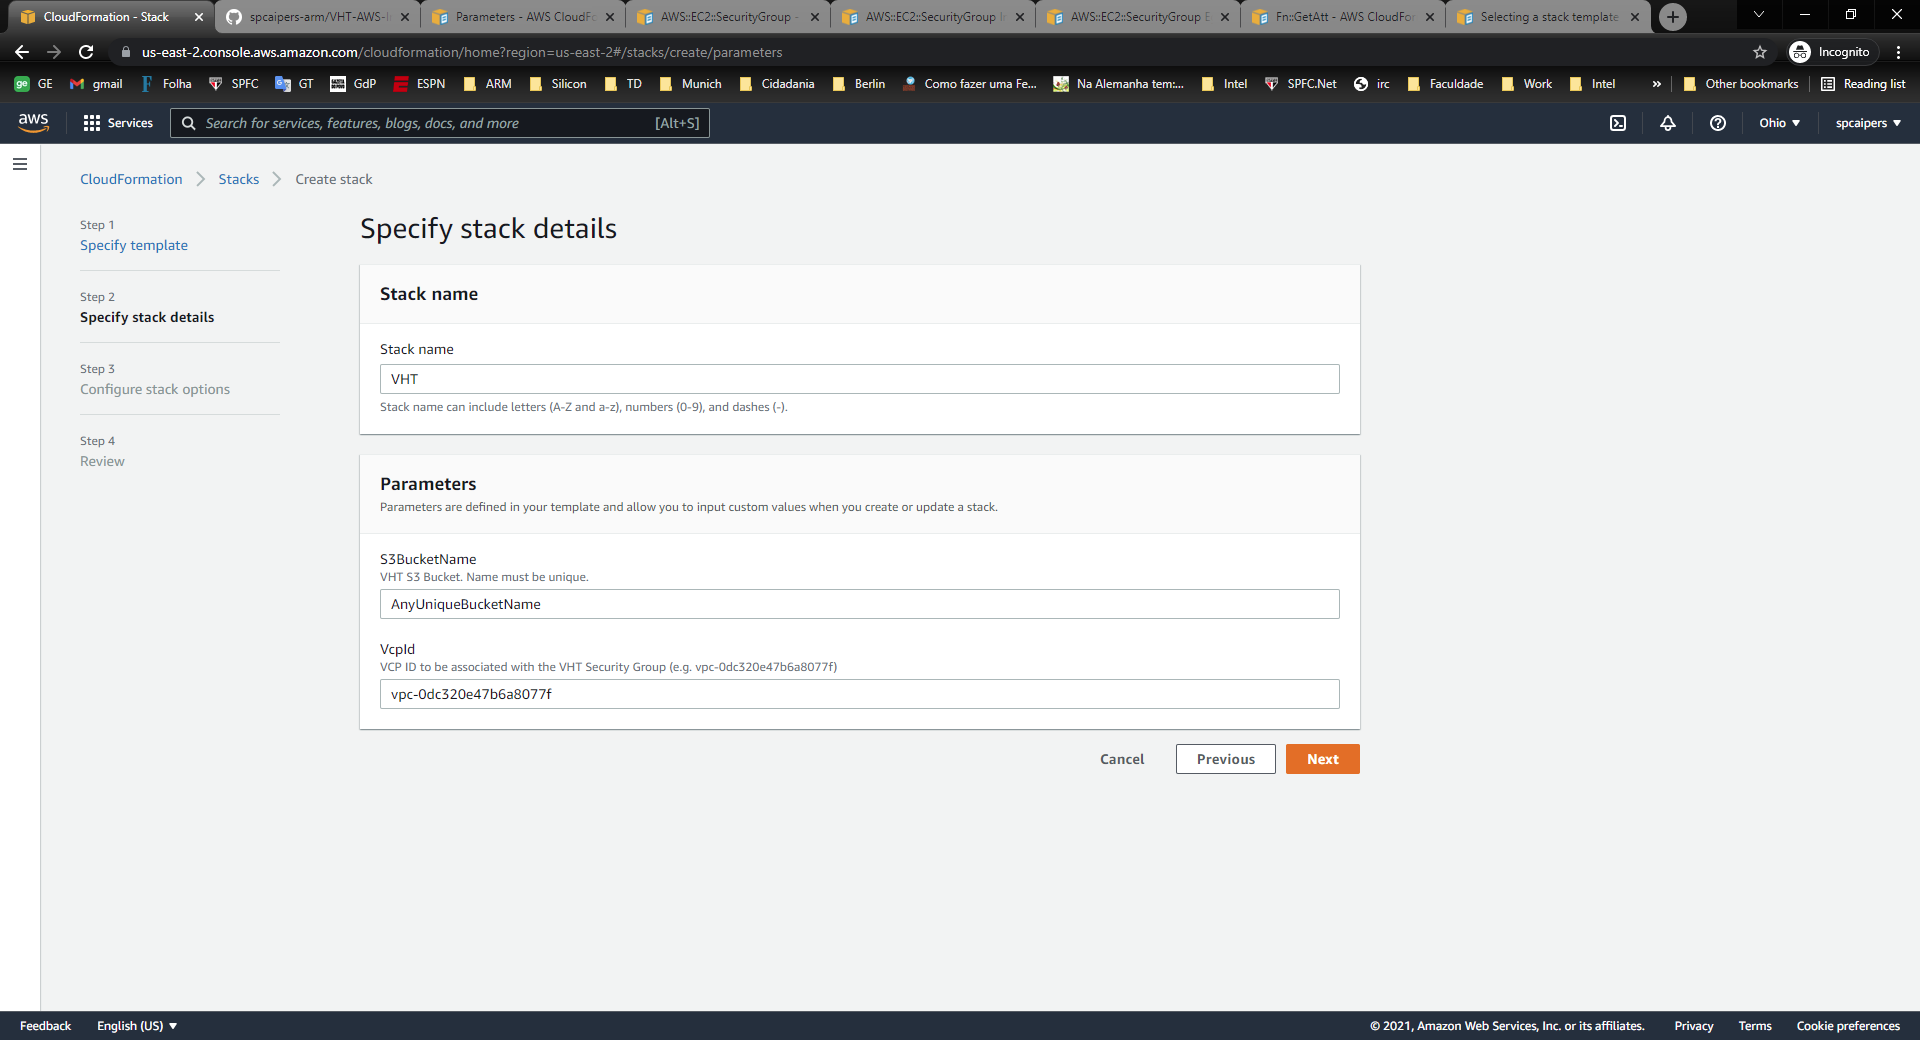 CloudFormation - Stack
spcaipers-arm/VHT-AWS-I
Parameters - AWS CloudFo
AWS::EC2::SecurityGroup -
AWS::EC2::SecurityGroup I
AWS::EC2::SecurityGroup E
Fn::GetAtt - AWS CloudFor
Selecting a stack template
us-east-2.console.aws.amazon.com/cloudformation/home?region=us-east-2#/stacks/create/parameters
Incognito
GE
gmail
Folha
SPFC
GT
GdP
ESPN
ARM
Silicon
TD
Munich
Cidadania
Berlin
Como fazer uma Fe...
Na Alemanha tem:...
Intel
SPFC.Net
irc
Faculdade
Work
Intel
»
Other bookmarks
Reading list
aws
Services
Search for services, features, blogs, docs, and more
[Alt+S]
Ohio
spcaipers
CloudFormation
Stacks
Create stack
Step 1
Specify template
Step 2
Specify stack details
Step 3
Configure stack options
Step 4
Review
Specify stack details
Stack name
Stack name
VHT
Stack name can include letters (A-Z and a-z), numbers (0-9), and dashes (-).
Parameters
Parameters are defined in your template and allow you to input custom values when you create or update a stack.
S3BucketName
VHT S3 Bucket. Name must be unique.
AnyUniqueBucketName
VcpId
VCP ID to be associated with the VHT Security Group (e.g. vpc-0dc320e47b6a8077f)
vpc-0dc320e47b6a8077f
Cancel
Previous
Next
Feedback
English (US)
© 2021, Amazon Web Services, Inc. or its affiliates.
Privacy
Terms
Cookie preferences